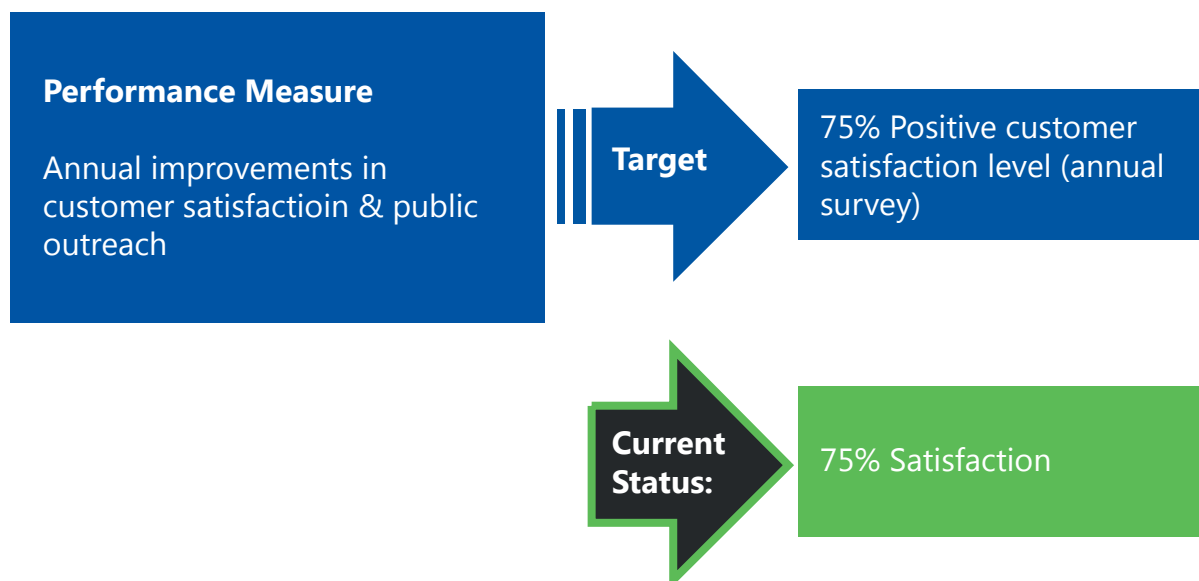 Performance Measure
Annual improvements in
customer satisfactioin & public
outreach
Target
75% Positive customer
satisfaction level (annual
survey)
Current
Status:
75% Satisfaction